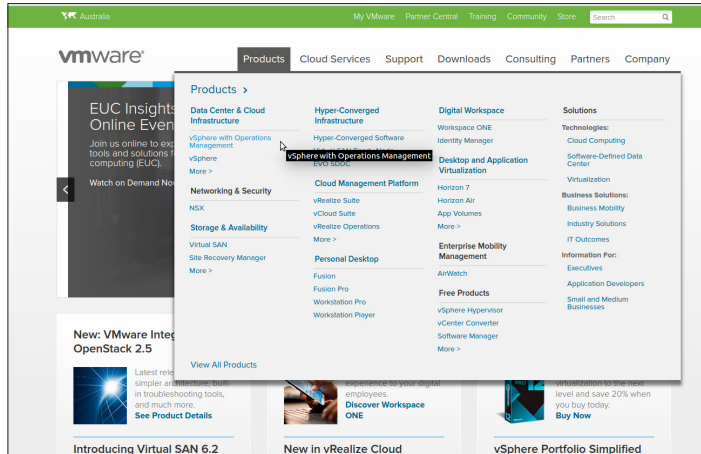 Australia
My VMware Partner Central Training Community Store Search
vmware®
Products Cloud Services Support Downloads Consulting Partners Company
Products >
Data Center & Cloud
Infrastructure
vSphere with Operations
Management
vSphere
More >
Networking & Security
NSX
Storage & Availability
Virtual SAN
Site Recovery Manager
More >
View All Products
Hyper-Converged
Infrastructure
Hyper-Converged Software
vSphere with Operations Management
EVO SDDC
Cloud Management Platform
vRealize Suite
vCloud Suite
vRealize Operations
More >
Personal Desktop
Fusion
Fusion Pro
Workstation Pro
Workstation Player
Digital Workspace
Workspace ONE
Identity Manager
Desktop and Application
Virtualization
Horizon 7
Horizon Air
App Volumes
More >
Enterprise Mobility
Management
AirWatch
Free Products
vSphere Hypervisor
vCenter Converter
Software Manager
More >
Solutions
Technologies:
Cloud Computing
Software-Defined Data
Center
Virtualization
Business Solutions:
Business Mobility
Industry Solutions
IT Outcomes
Information For:
Executives
Application Developers
Small and Medium
Businesses
EUC Insights
Online Even
Join us online to exp
tools and solutions f
computing (EUC).
Watch on Demand No
New: VMware Integ
OpenStack 2.5
Latest rele
simpler architecture, built-
in troubleshooting tools,
and much more.
See Product Details
experience to your digital
employees.
Discover Workspace
ONE
PRO
virtualization to the next
level and save 20% when
you buy today.
Buy Now
Introducing Virtual SAN 6.2
New in vRealize Cloud
vSphere Portfolio Simplified